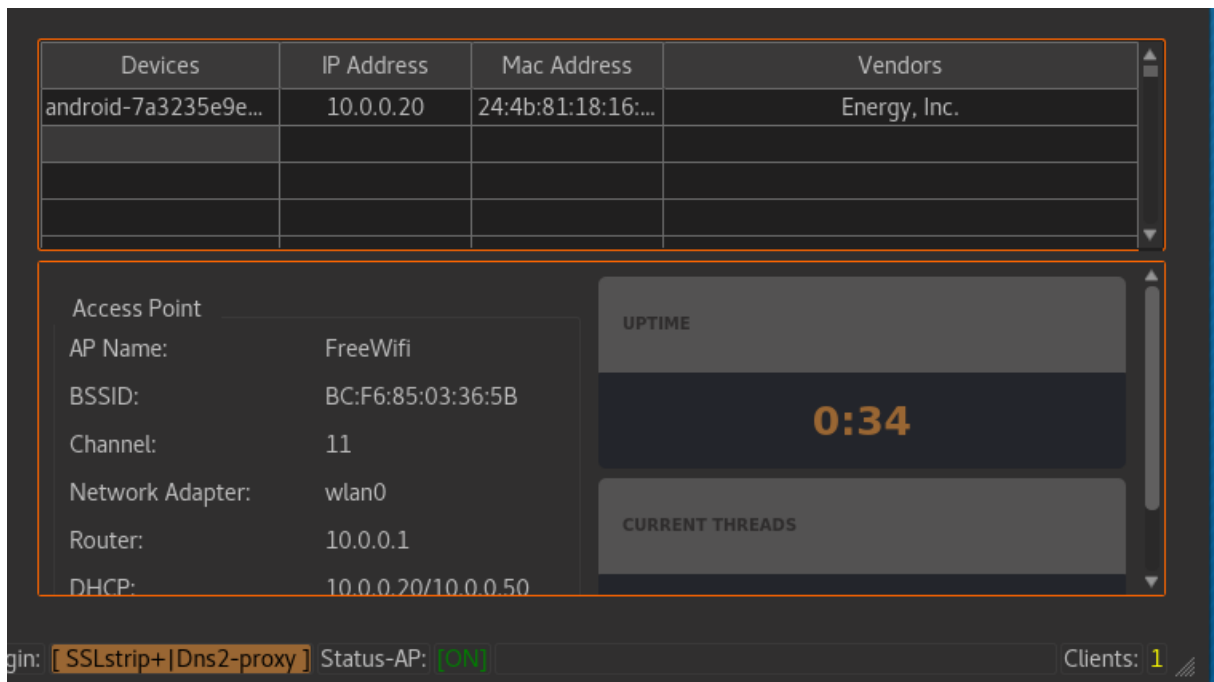 Devices IP Address Mac Address Vendors
android-7a3235e9e... 10.0.0.20 24:4b:81:18:16:... Energy, Inc.
Access Point
AP Name: FreeWifi
BSSID: BC:F6:85:03:36:5B
Channel: 11
Network Adapter: wlan0
Router: 10.0.0.1
DHCP: 10.0.0.20/10.0.0.50
UPTIME
0:34
CURRENT THREADS
gin: [ SSLstrip+|Dns2-proxy ] Status-AP: [ON] Clients: 1